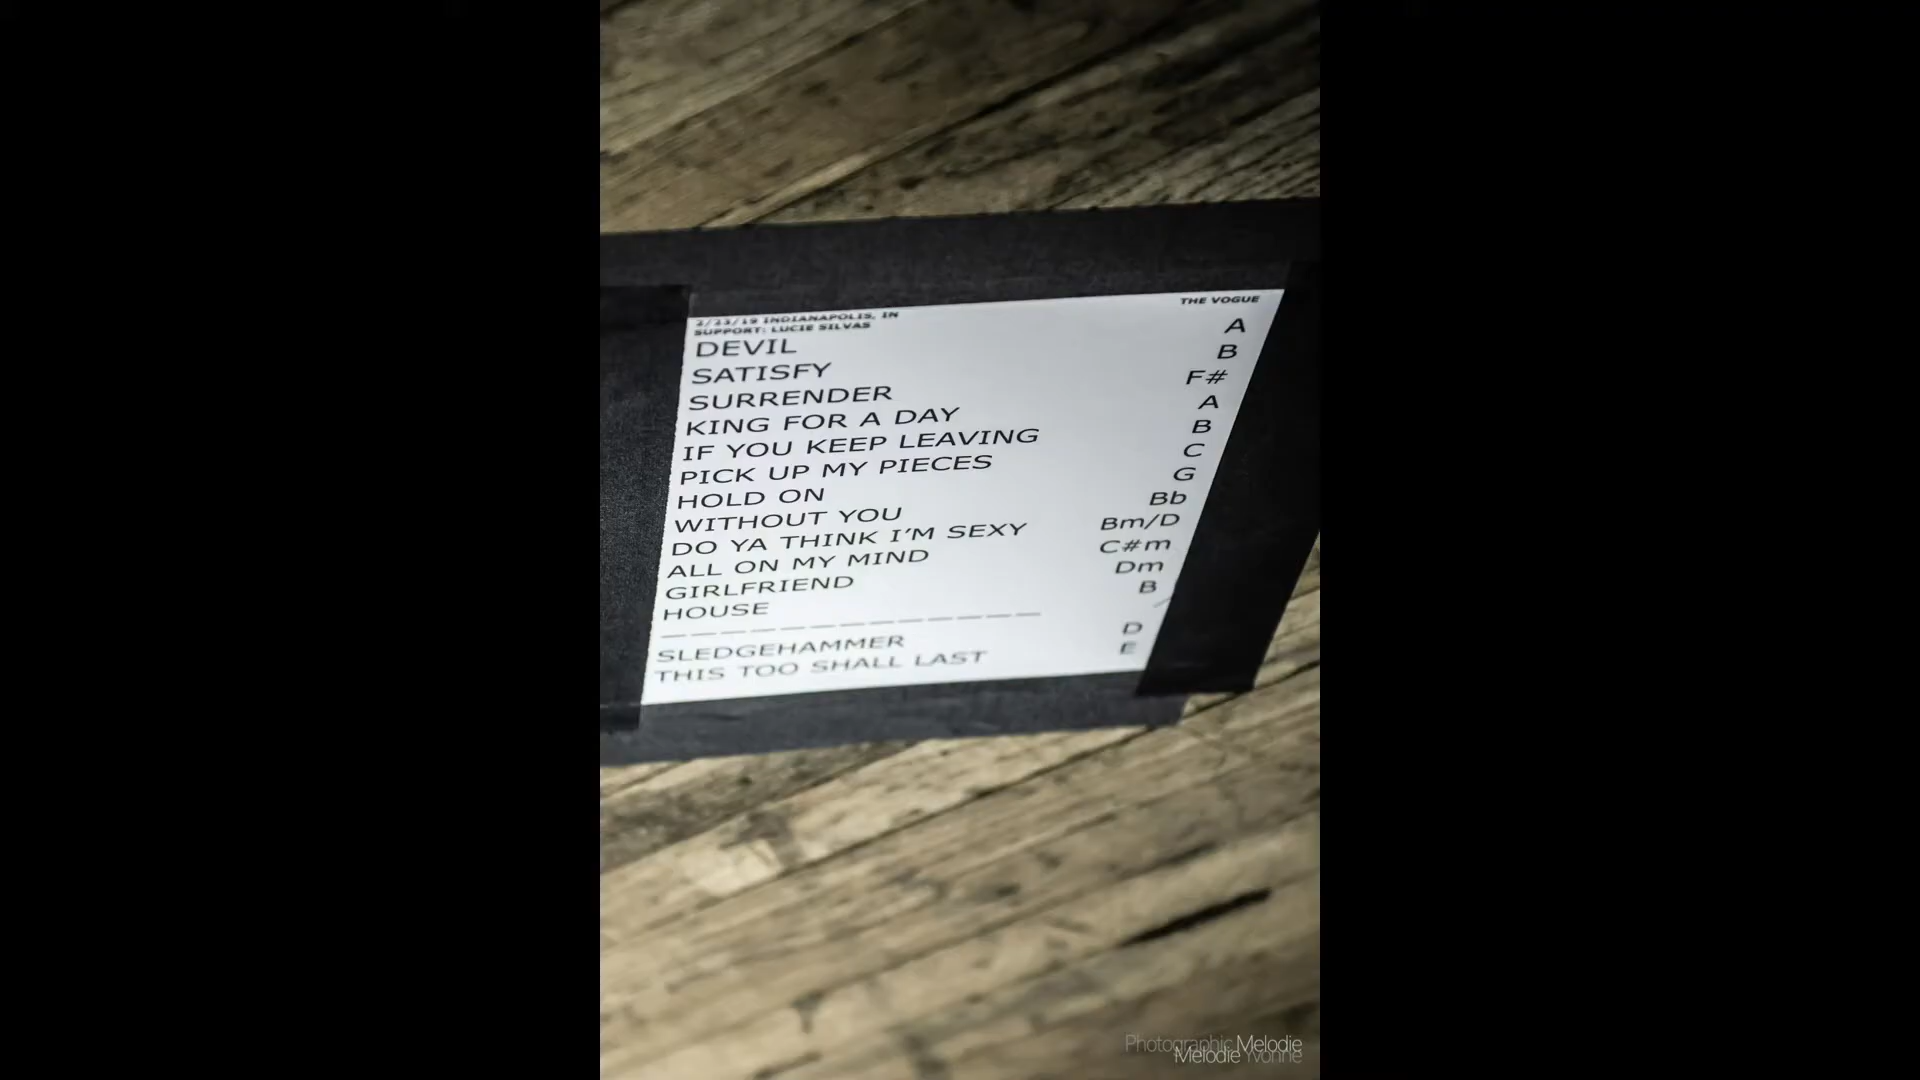 THE VOGUE
INDIANAPOLIS, IN
SUPPORT: LUCIE SILVAS
DEVIL A
SATISFY B
SURRENDER F#
KING FOR A DAY A
IF YOU KEEP LEAVING B
PICK UP MY PIECES C
HOLD ON G
WITHOUT YOU Bb
DO YA THINK I'M SEXY Bm/D
ALL ON MY MIND C#m
GIRLFRIEND Dm
HOUSE B
SLEDGEHAMMER D
THIS TOO SHALL LAST E
Photographic Melodie
Melodie Yvonne